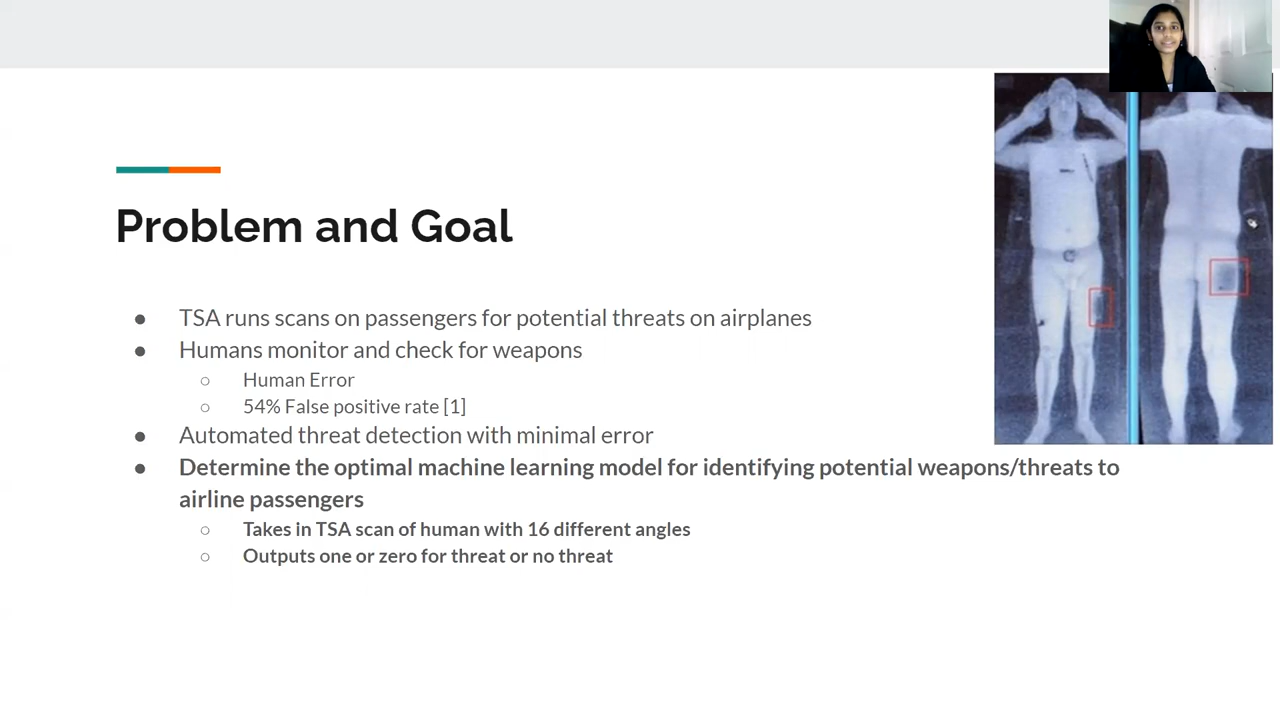 Problem and Goal
● TSA runs scans on passengers for potential threats on airplanes
● Humans monitor and check for weapons
○ Human Error
○ 54% False positive rate [1]
● Automated threat detection with minimal error
● Determine the optimal machine learning model for identifying potential weapons/threats to
airline passengers
○ Takes in TSA scan of human with 16 different angles
○ Outputs one or zero for threat or no threat